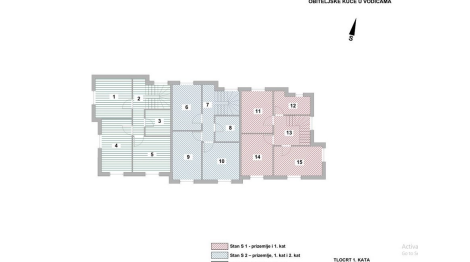 OBITELJSKE KUĆE U VODICAMA
S
1 2 6 7 11 12
3 8 13
4 5 9 10 14 15
Stan S 1 - prizemlje i 1. kat
Stan S 2 – prizemlje, 1. kat i 2. kat
TLOCRT 1. KATA
Activa